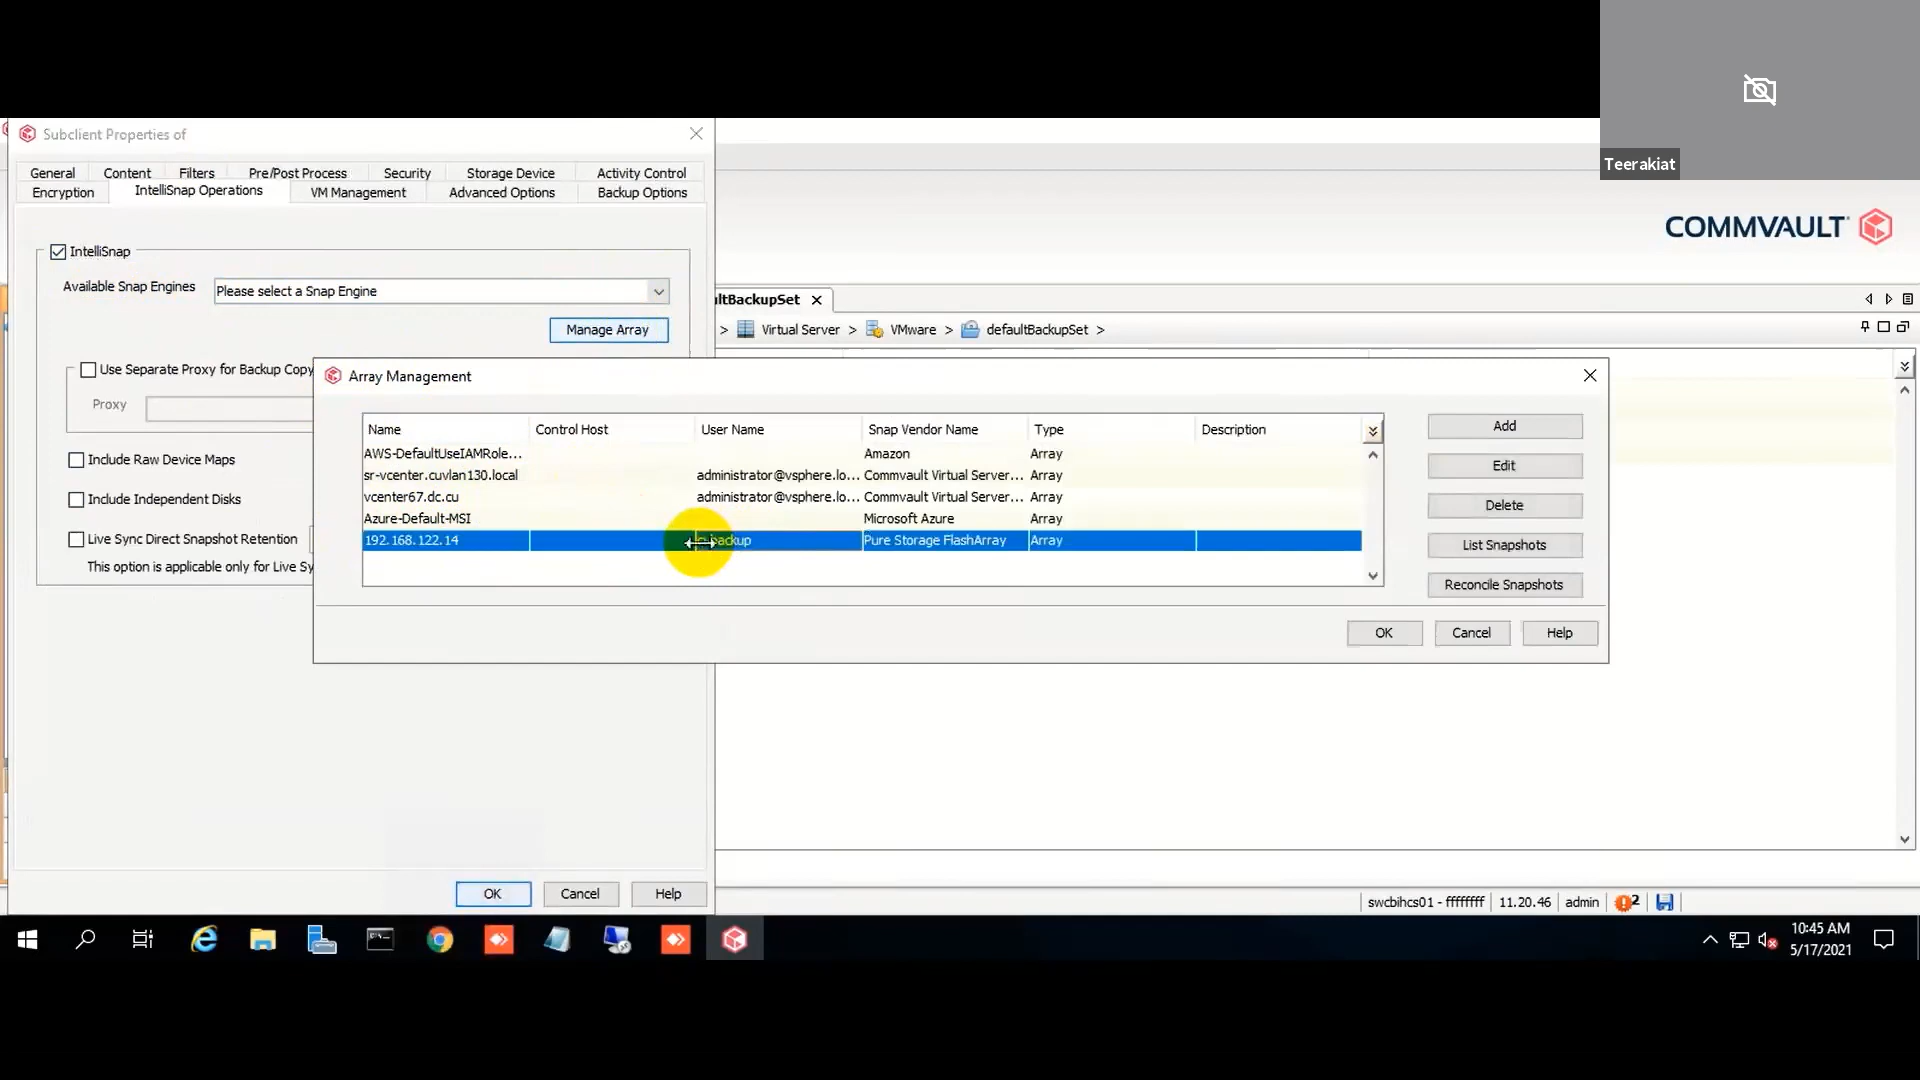 Teerakiat
Subclient Properties of
General Content Filters Pre/Post Process Security Storage Device Activity Control
Encryption IntelliSnap Operations VM Management Advanced Options Backup Options
COMMVAULT
IntelliSnap
Available Snap Engines Please select a Snap Engine
Manage Array
ltBackupSet
> Virtual Server > VMware > defaultBackupSet >
Use Separate Proxy for Backup Copy
Proxy
Include Raw Device Maps
Include Independent Disks
Live Sync Direct Snapshot Retention
This option is applicable only for Live Sy
Array Management
Name Control Host User Name Snap Vendor Name Type Description
AWS-DefaultUseIAMRole... Amazon Array
sr-vcenter.cuvlan130.local administrator@vsphere.lo... Commvault Virtual Server... Array
vcenter67.dc.cu administrator@vsphere.lo... Commvault Virtual Server... Array
Azure-Default-MSI Microsoft Azure Array
192.168.122.14 backup Pure Storage FlashArray Array
Add
Edit
Delete
List Snapshots
Reconcile Snapshots
OK Cancel Help
OK Cancel Help
swcbihcs01 - ffffffff 11.20.46 admin 2
10:45 AM
5/17/2021